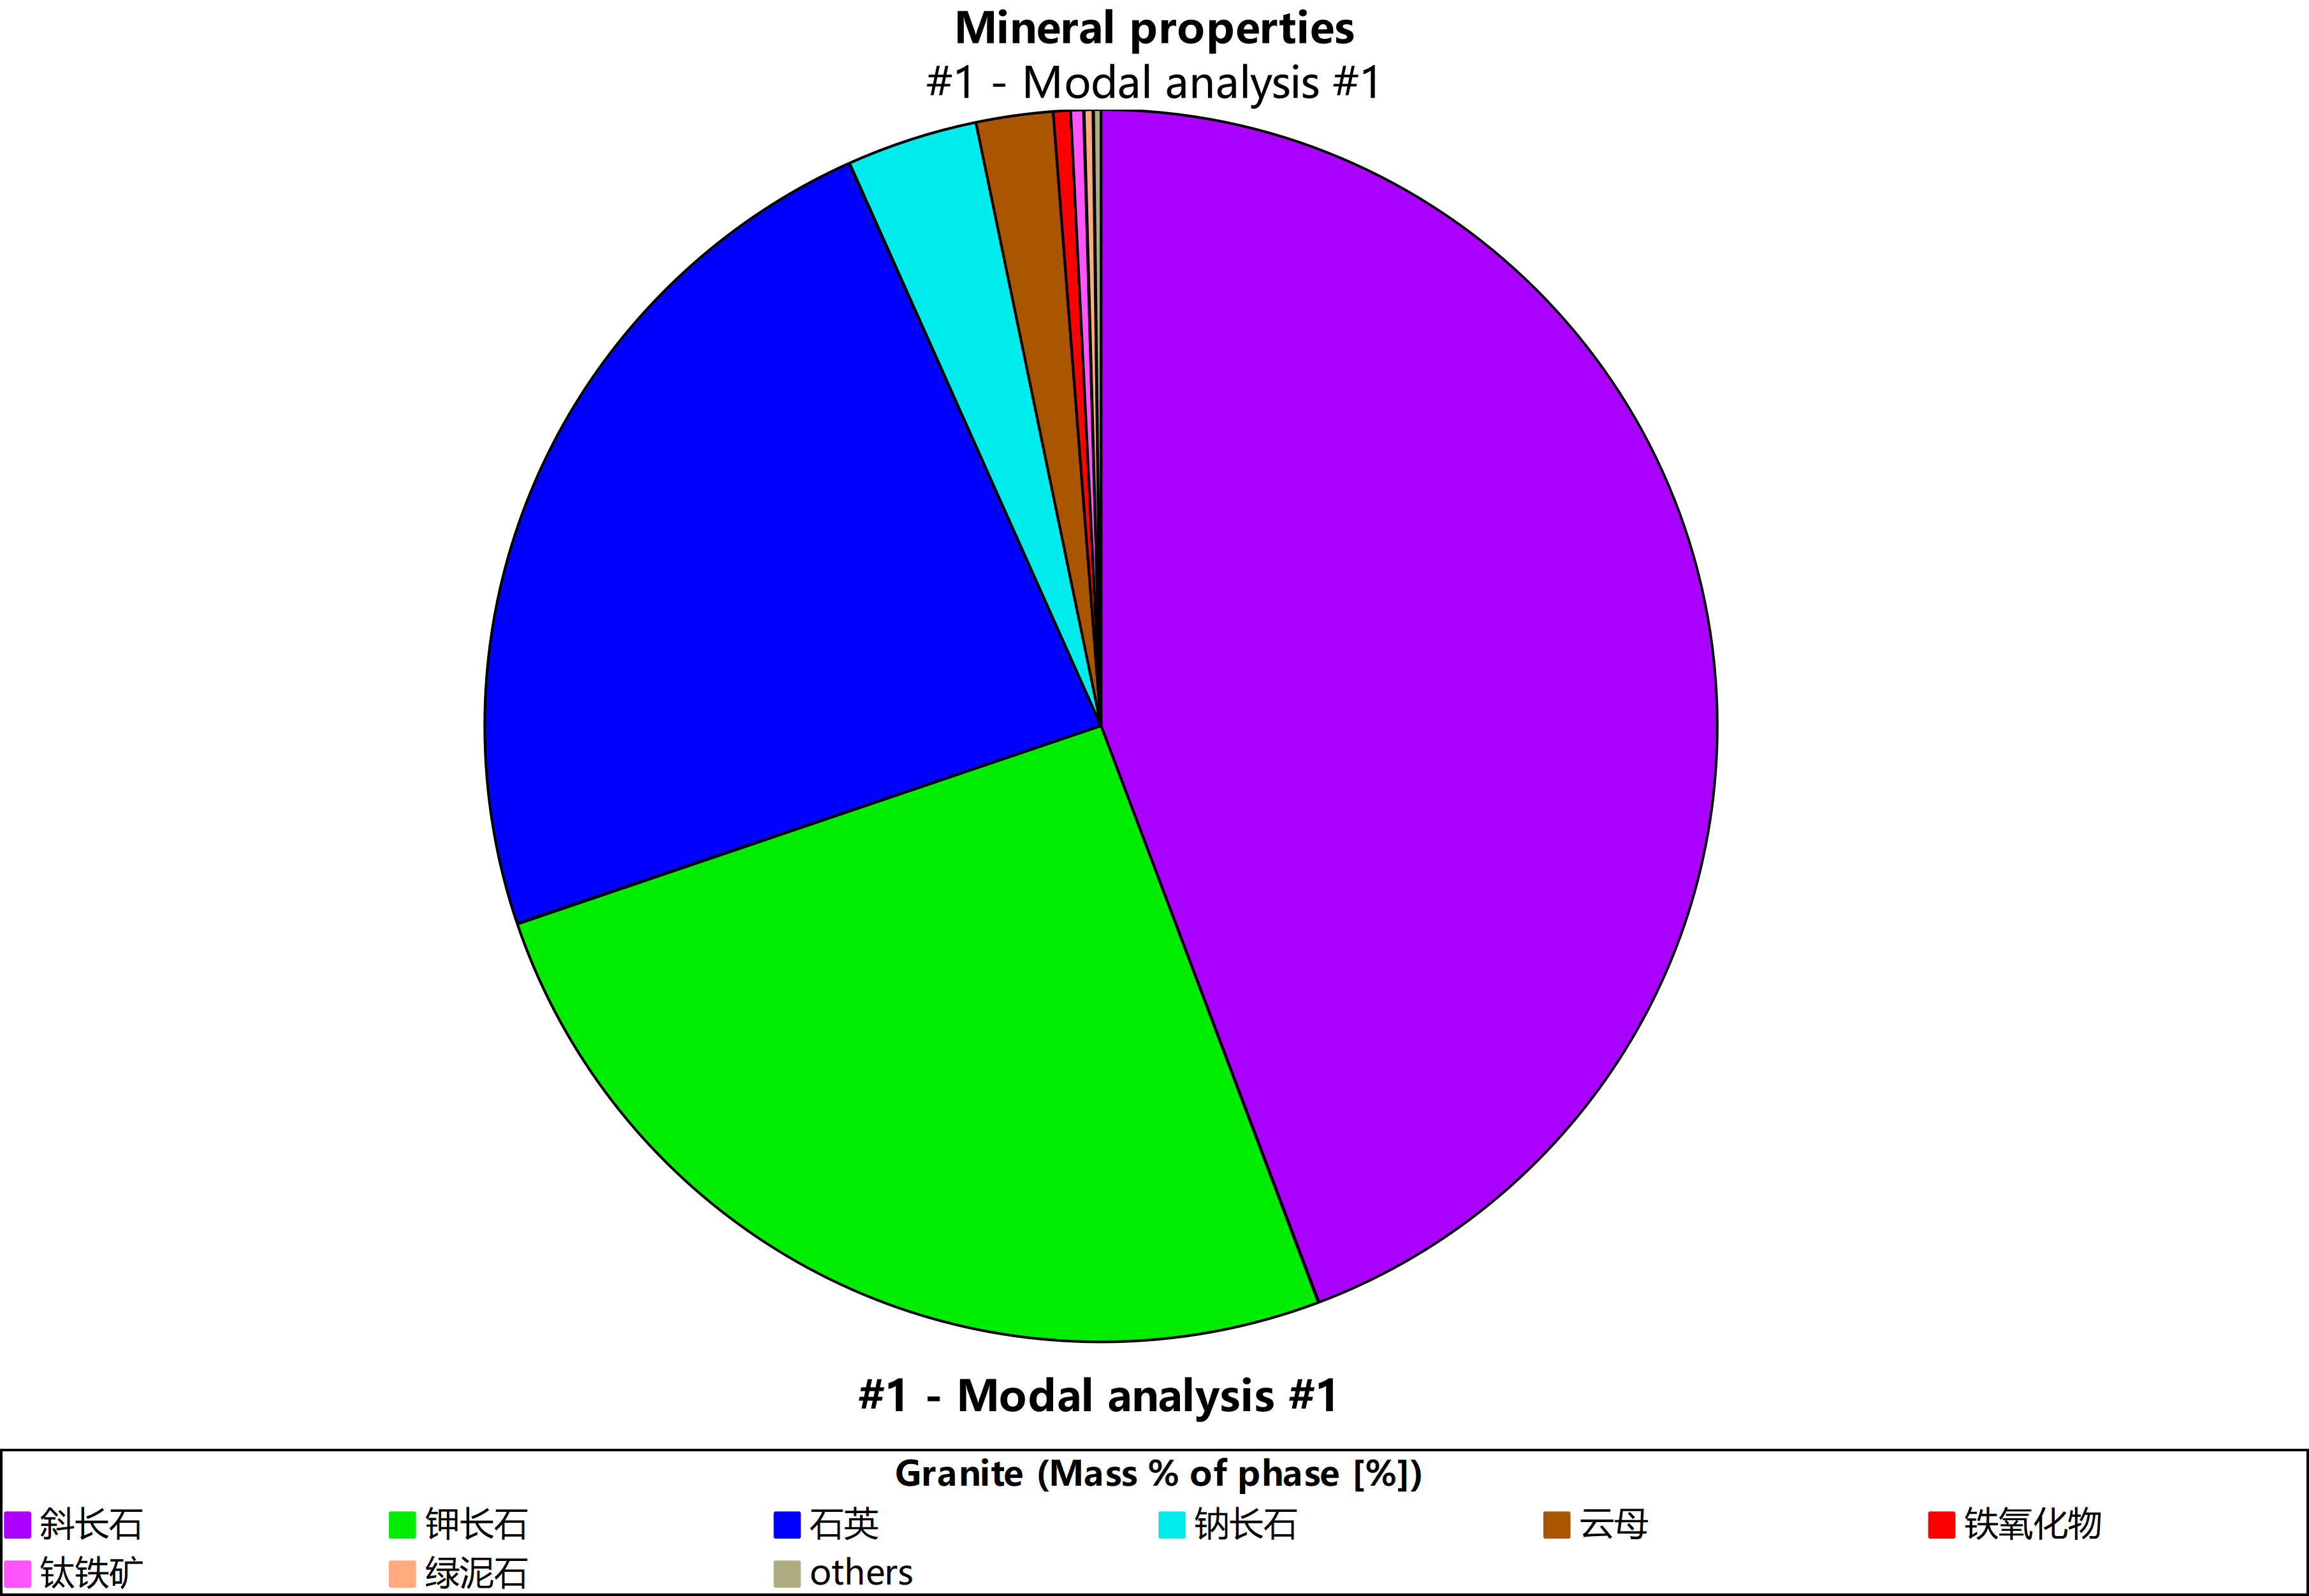 Mineral properties
#1 - Modal analysis #1
#1 - Modal analysis #1
Granite (Mass % of phase [%])
斜长石 钾长石 石英 钠长石 云母 铁氧化物
钛铁矿 绿泥石 others